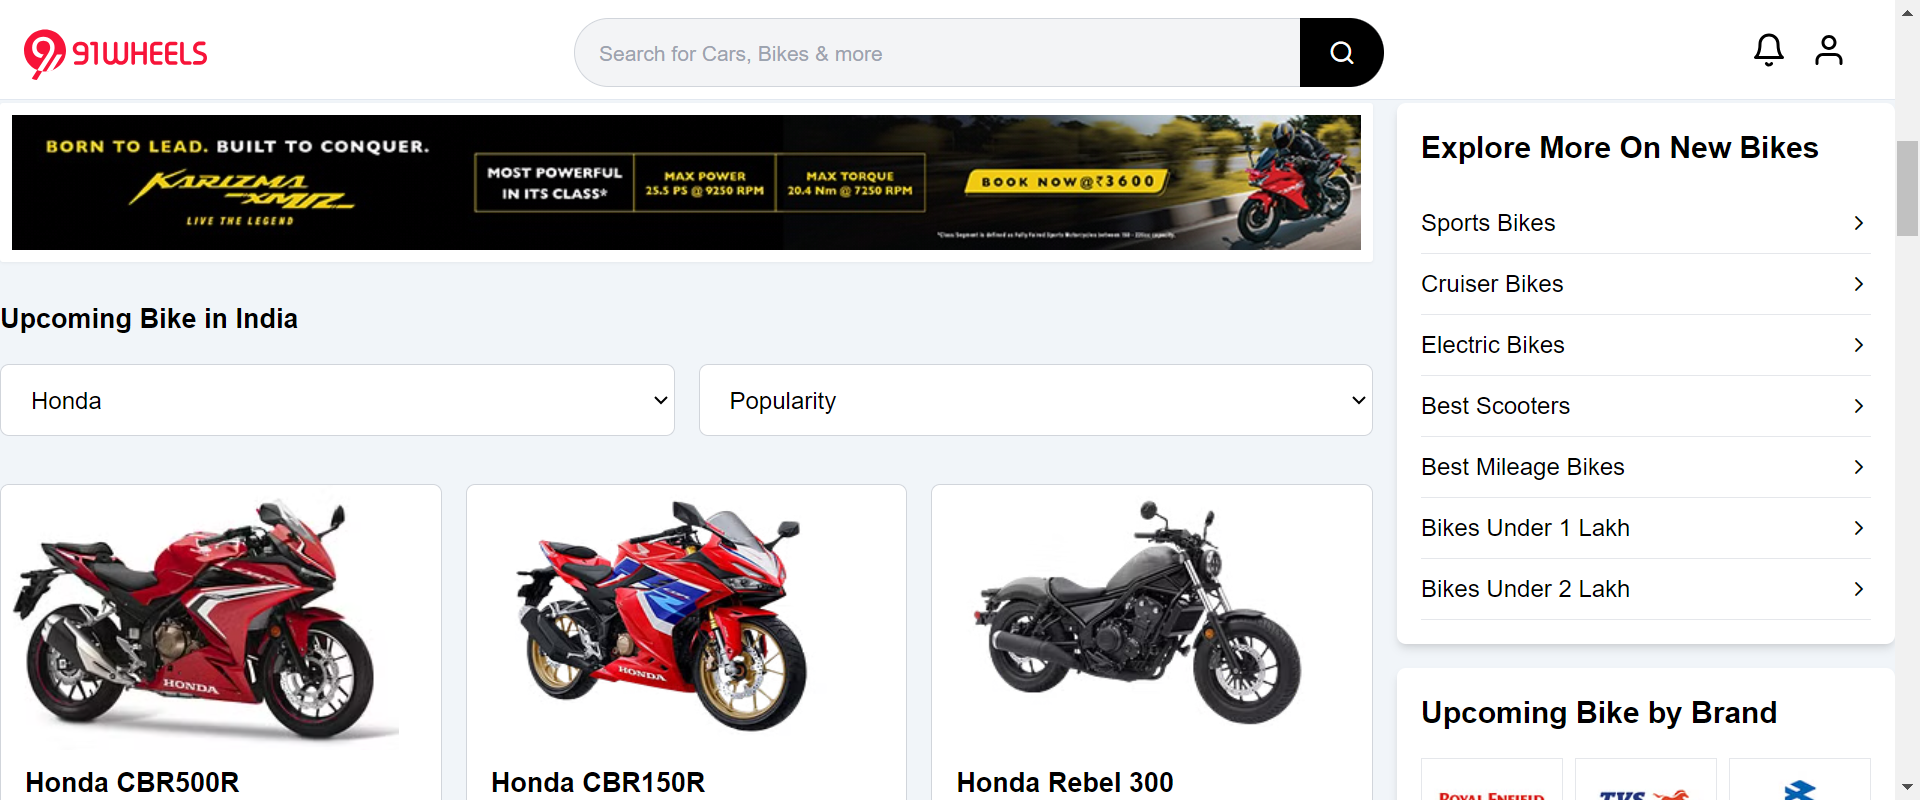 91WHEELS
Search for Cars, Bikes & more
BORN TO LEAD. BUILT TO CONQUER.
KARIZMA
XMR
LIVE THE LEGEND
MOST POWERFUL
IN ITS CLASS*
MAX POWER
25.5 PS @ 9250 RPM
MAX TORQUE
20.4 Nm @ 7250 RPM
BOOK NOW@₹3600
Explore More On New Bikes
Sports Bikes
Cruiser Bikes
Electric Bikes
Best Scooters
Best Mileage Bikes
Bikes Under 1 Lakh
Bikes Under 2 Lakh
Upcoming Bike in India
Honda
Popularity
HONDA
HONDA
Honda CBR500R
Honda CBR150R
Honda Rebel 300
Upcoming Bike by Brand
ROYAL ENFIELD
TVS